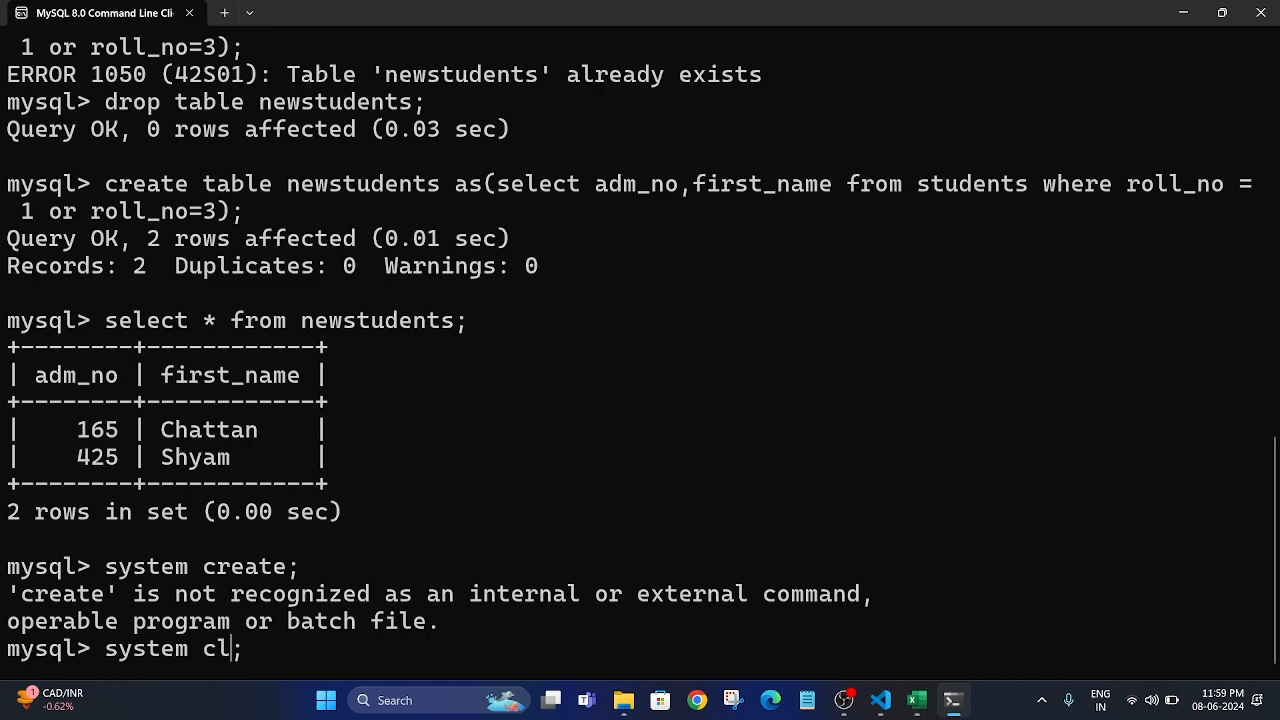 MySQL 8.0 Command Line Cli
1 or roll_no=3);
ERROR 1050 (42S01): Table 'newstudents' already exists
mysql> drop table newstudents;
Query OK, 0 rows affected (0.03 sec)
mysql> create table newstudents as(select adm_no,first_name from students where roll_no =
1 or roll_no=3);
Query OK, 2 rows affected (0.01 sec)
Records: 2  Duplicates: 0  Warnings: 0
mysql> select * from newstudents;
+--------+------------+
| adm_no | first_name |
+--------+------------+
|    165 | Chattan    |
|    425 | Shyam      |
+--------+------------+
2 rows in set (0.00 sec)
mysql> system create;
'create' is not recognized as an internal or external command,
operable program or batch file.
mysql> system cl;
1
CAD/INR
-0.62%
Search
ENG
IN
11:59 PM
08-06-2024